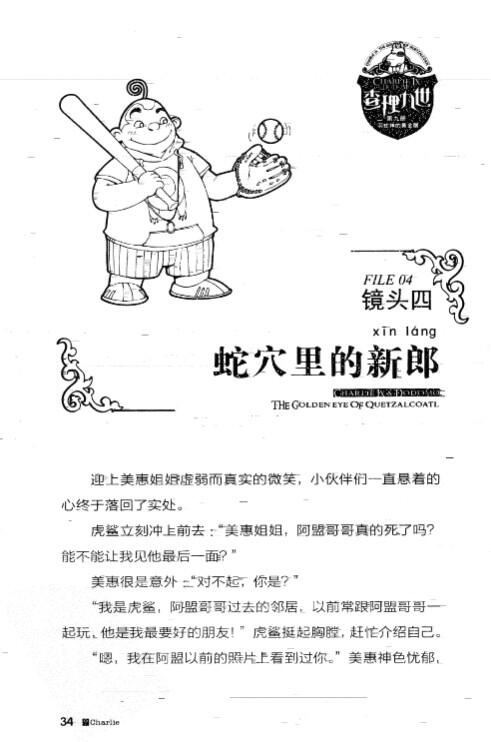 CHARLIE IX
DODOMO
查理九世
第九册
羽蛇神的黄金眼
FILE 04
镜头四
xīn láng
蛇穴里的新郎
CHARLIE IX & DODOMO
THE GOLDEN EYE OF QUETZALCOATL
迎上美惠姐姐虚弱而真实的微笑，小伙伴们一直悬着的
心终于落回了实处。
虎鲨立刻冲上前去：“美惠姐姐，阿盟哥哥真的死了吗？
能不能让我见他最后一面？”
美惠很是意外：“对不起，你是？”
“我是虎鲨，阿盟哥哥过去的邻居。以前常跟阿盟哥哥一
起玩，他是我最要好的朋友！”虎鲨挺起胸膛，赶忙介绍自己。
“嗯，我在阿盟以前的照片上看到过你。”美惠神色忧郁，
34 Charlie